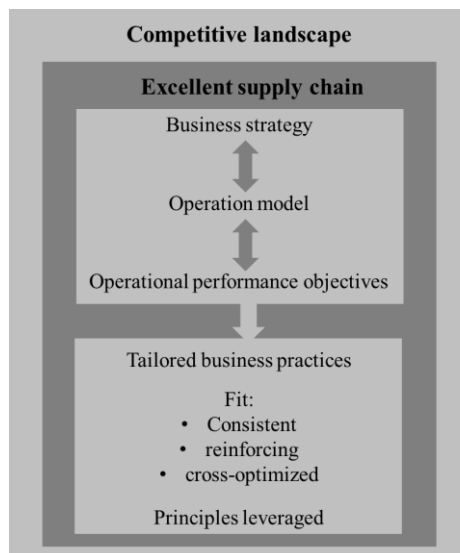 Competitive landscape
Excellent supply chain
Business strategy
Operation model
Operational performance objectives
Tailored business practices
Fit:
• Consistent
• reinforcing
• cross-optimized
Principles leveraged